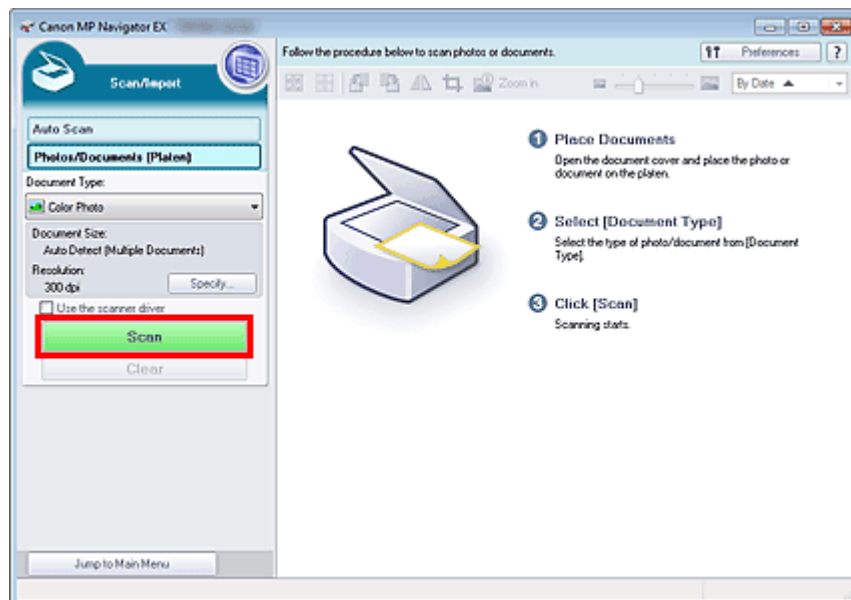 Canon MP Navigator EX
Scan/Import
Auto Scan
Photos/Documents (Platen)
Document Type:
Color Photo
Document Size:
Auto Detect (Multiple Documents)
Resolution:
300 dpi
Specify...
Use the scanner driver
Scan
Clear
Jump to Main Menu
Follow the procedure below to scan photos or documents.
Preferences
?
Zoom in
By Date
1 Place Documents
Open the document cover and place the photo or
document on the platen.
2 Select [Document Type]
Select the type of photo/document from [Document
Type].
3 Click [Scan]
Scanning starts.